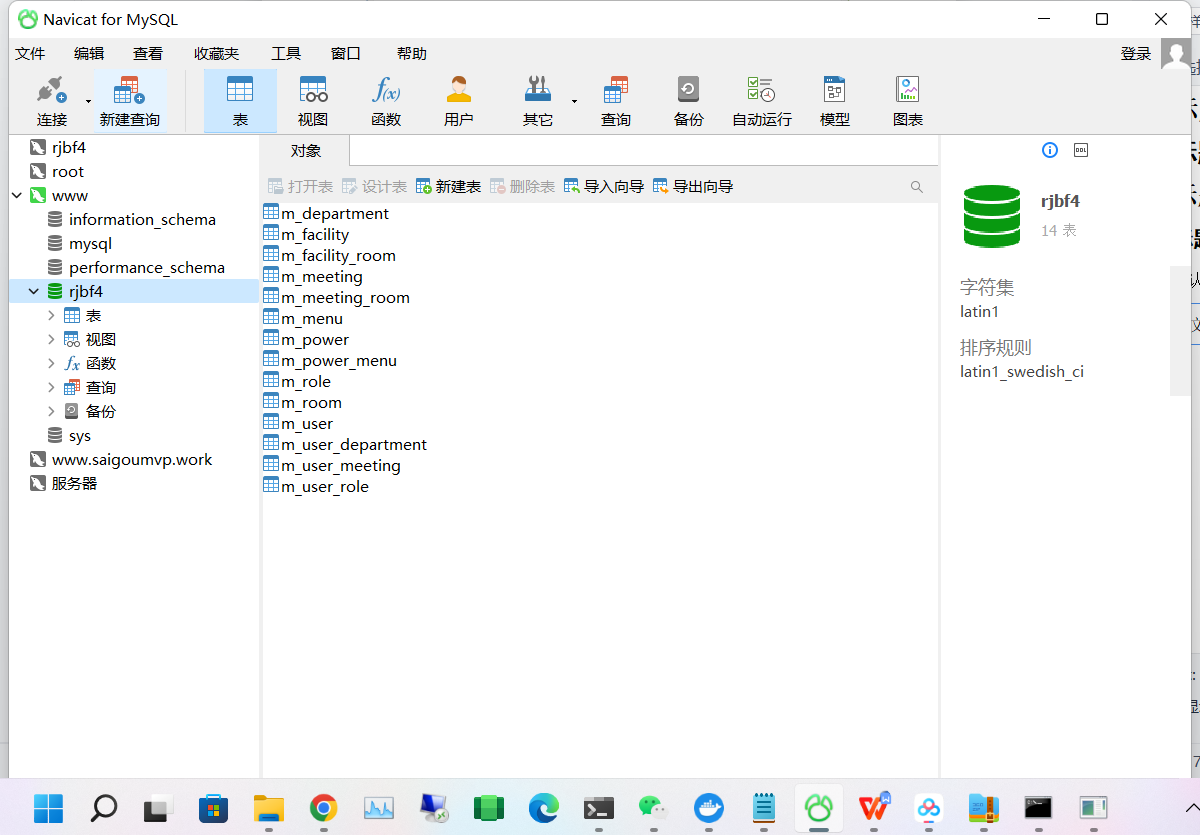 Navicat for MySQL
文件 编辑 查看 收藏夹 工具 窗口 帮助 登录
连接 新建查询 表 视图 函数 用户 其它 查询 备份 自动运行 模型 图表
rjbf4
root
www
information_schema
mysql
performance_schema
rjbf4
表
视图
函数
查询
备份
sys
www.saigoumvp.work
服务器
对象
打开表 设计表 新建表 删除表 导入向导 导出向导
m_department
m_facility
m_facility_room
m_meeting
m_meeting_room
m_menu
m_power
m_power_menu
m_role
m_room
m_user
m_user_department
m_user_meeting
m_user_role
rjbf4
14 表
字符集
latin1
排序规则
latin1_swedish_ci